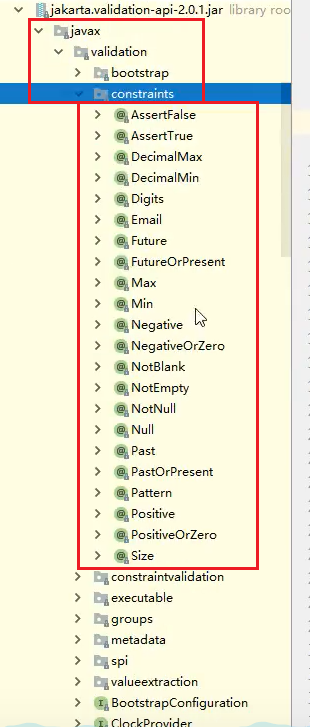 jakarta.validation-api-2.0.1.jar library roo
javax
validation
bootstrap
constraints
AssertFalse
AssertTrue
DecimalMax
DecimalMin
Digits
Email
Future
FutureOrPresent
Max
Min
Negative
NegativeOrZero
NotBlank
NotEmpty
NotNull
Null
Past
PastOrPresent
Pattern
Positive
PositiveOrZero
Size
constraintvalidation
executable
groups
metadata
spi
valueextraction
BootstrapConfiguration
ClockProvider